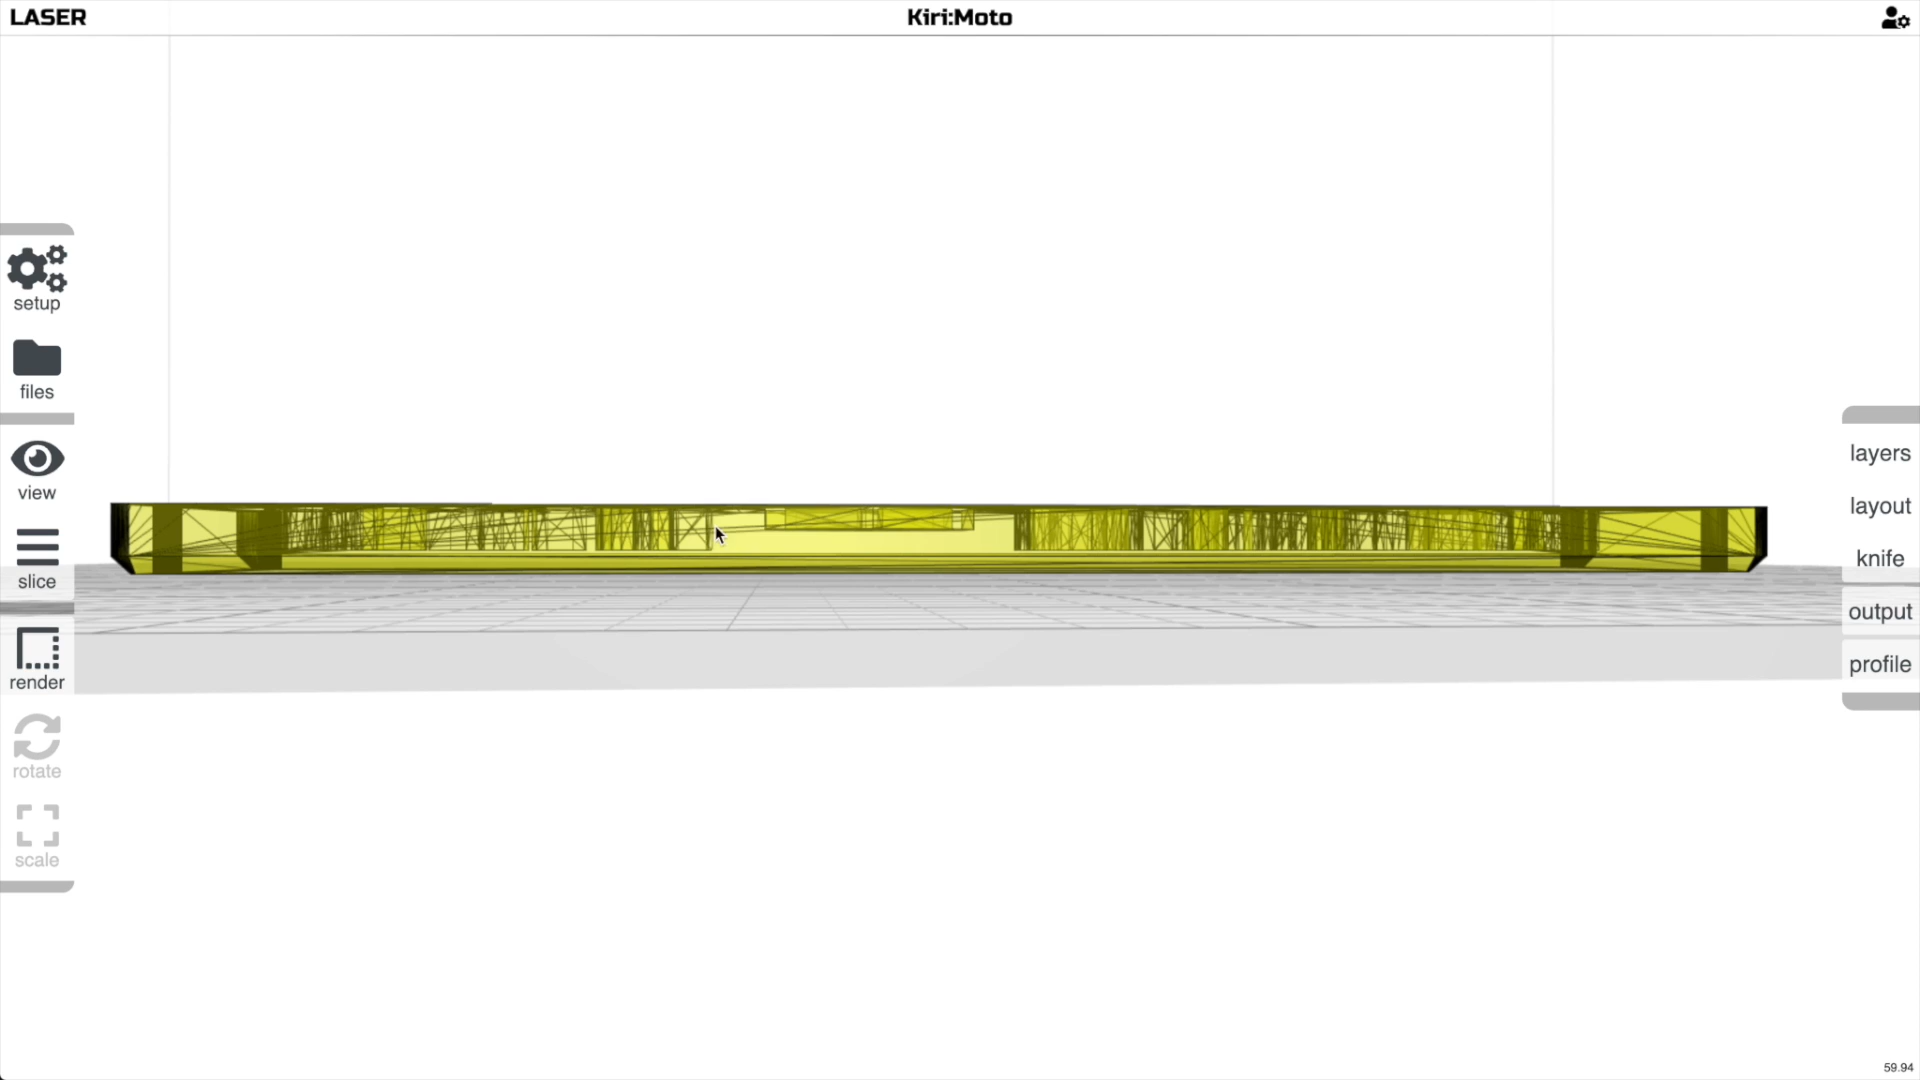 LASER
Kiri:Moto
setup
files
view
slice
render
rotate
scale
layers
layout
knife
output
profile
59.94